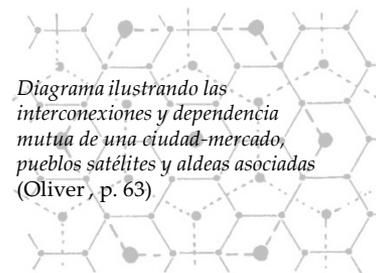 Diagrama ilustrando las
interconexiones y dependencia
mutua de una ciudad-mercado,
pueblos satélites y aldeas asociadas
(Oliver , p. 63)